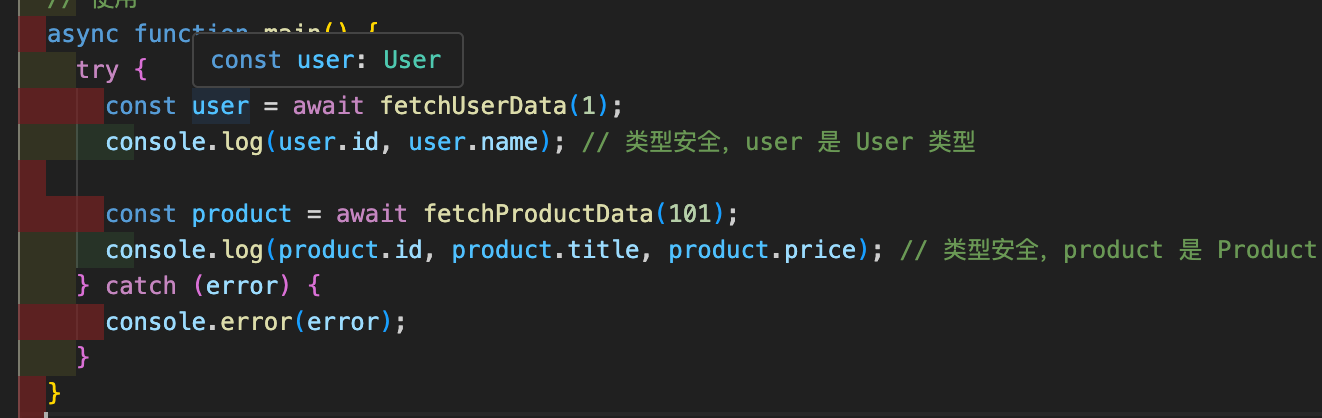 // 使用
async function main() {
const user: User
try {
const user = await fetchUserData(1);
console.log(user.id, user.name); // 类型安全，user 是 User 类型
const product = await fetchProductData(101);
console.log(product.id, product.title, product.price); // 类型安全，product 是 Product
} catch (error) {
console.error(error);
}
}